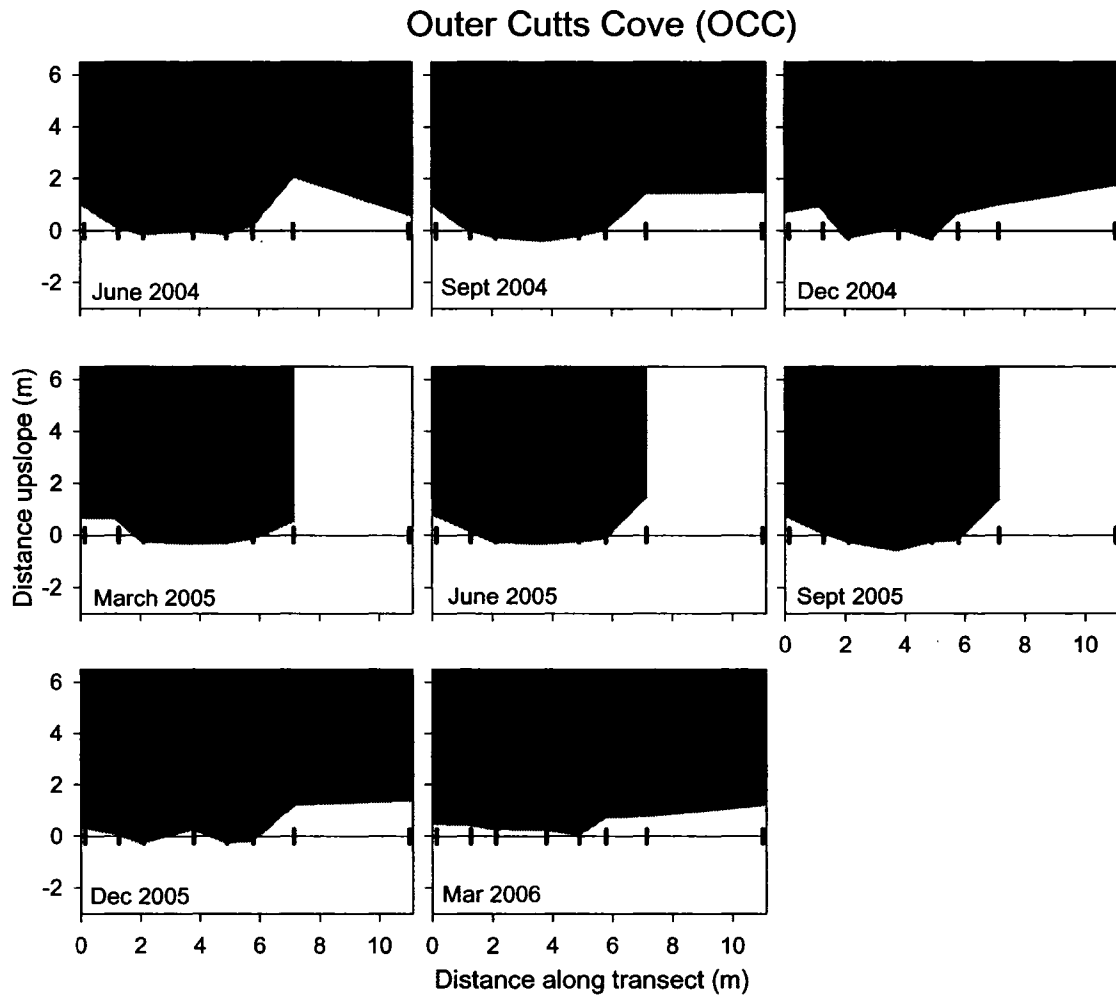 Outer Cutts Cove (OCC)
6
4
2
0
-2
June 2004
Sept 2004
Dec 2004
Distance upslope (m)
6
4
2
0
-2
March 2005
June 2005
Sept 2005
0 2 4 6 8 10
6
4
2
0
-2
Dec 2005
Mar 2006
0 2 4 6 8 10
0 2 4 6 8 10
Distance along transect (m)